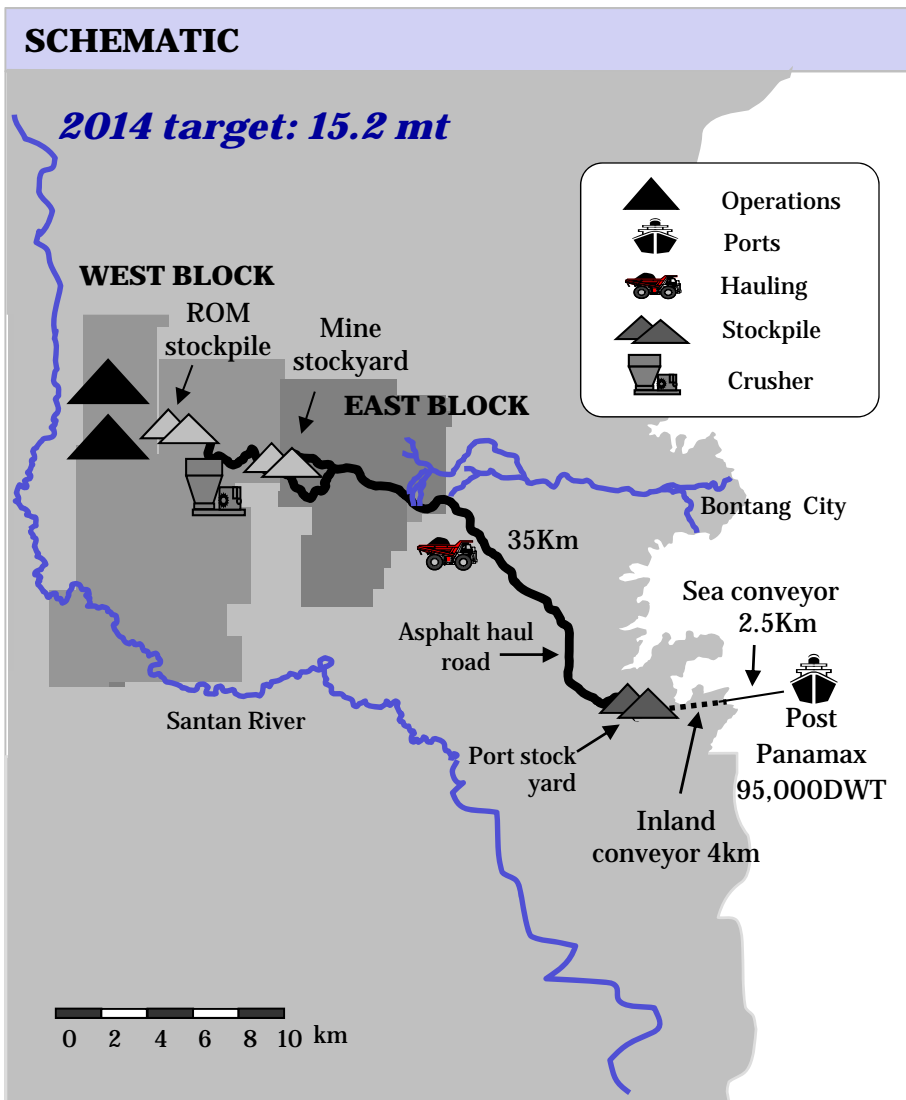 SCHEMATIC
2014 target: 15.2 mt
Operations
Ports
Hauling
Stockpile
Crusher
WEST BLOCK
ROM
stockpile
Mine
stockyard
EAST BLOCK
Bontang City
35Km
Sea conveyor
2.5Km
Asphalt haul
road
Santan River
Post
Panamax
95,000DWT
Port stock
yard
Inland
conveyor 4km
0 2 4 6 8 10 km